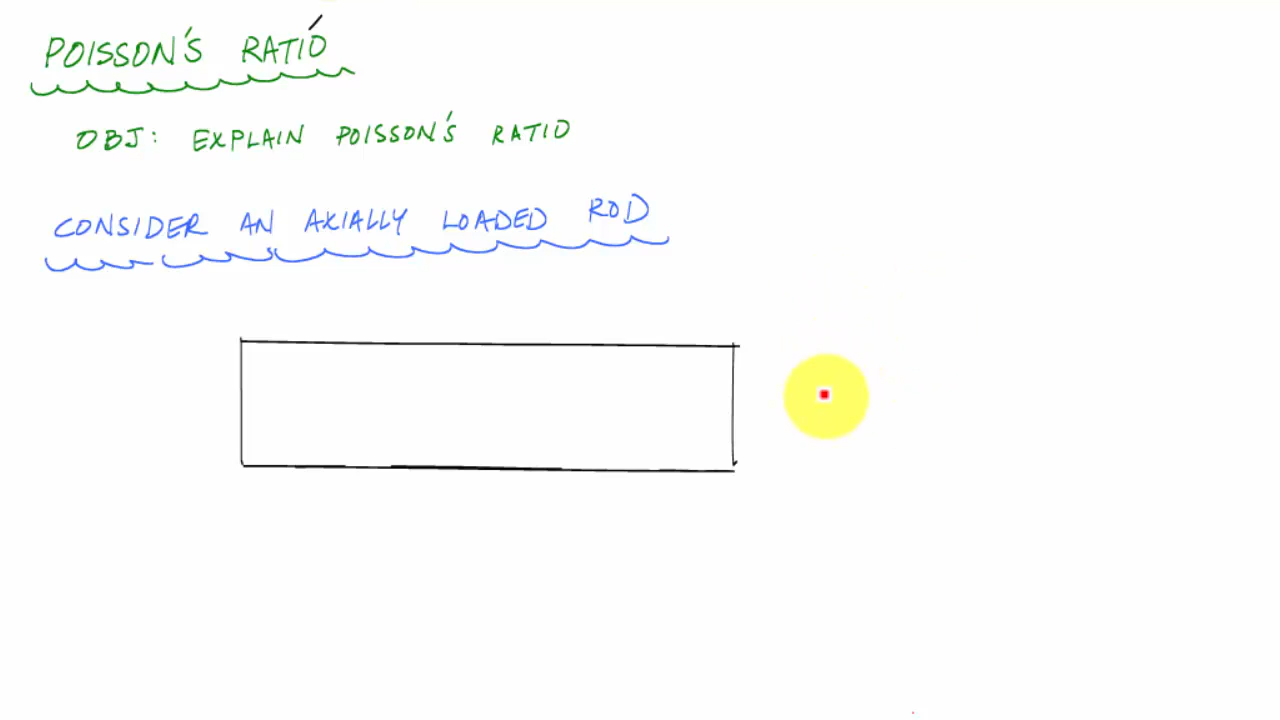 POISSON'S RATIO
OBJ: EXPLAIN POISSON'S RATIO
CONSIDER AN AXIALLY LOADED ROD